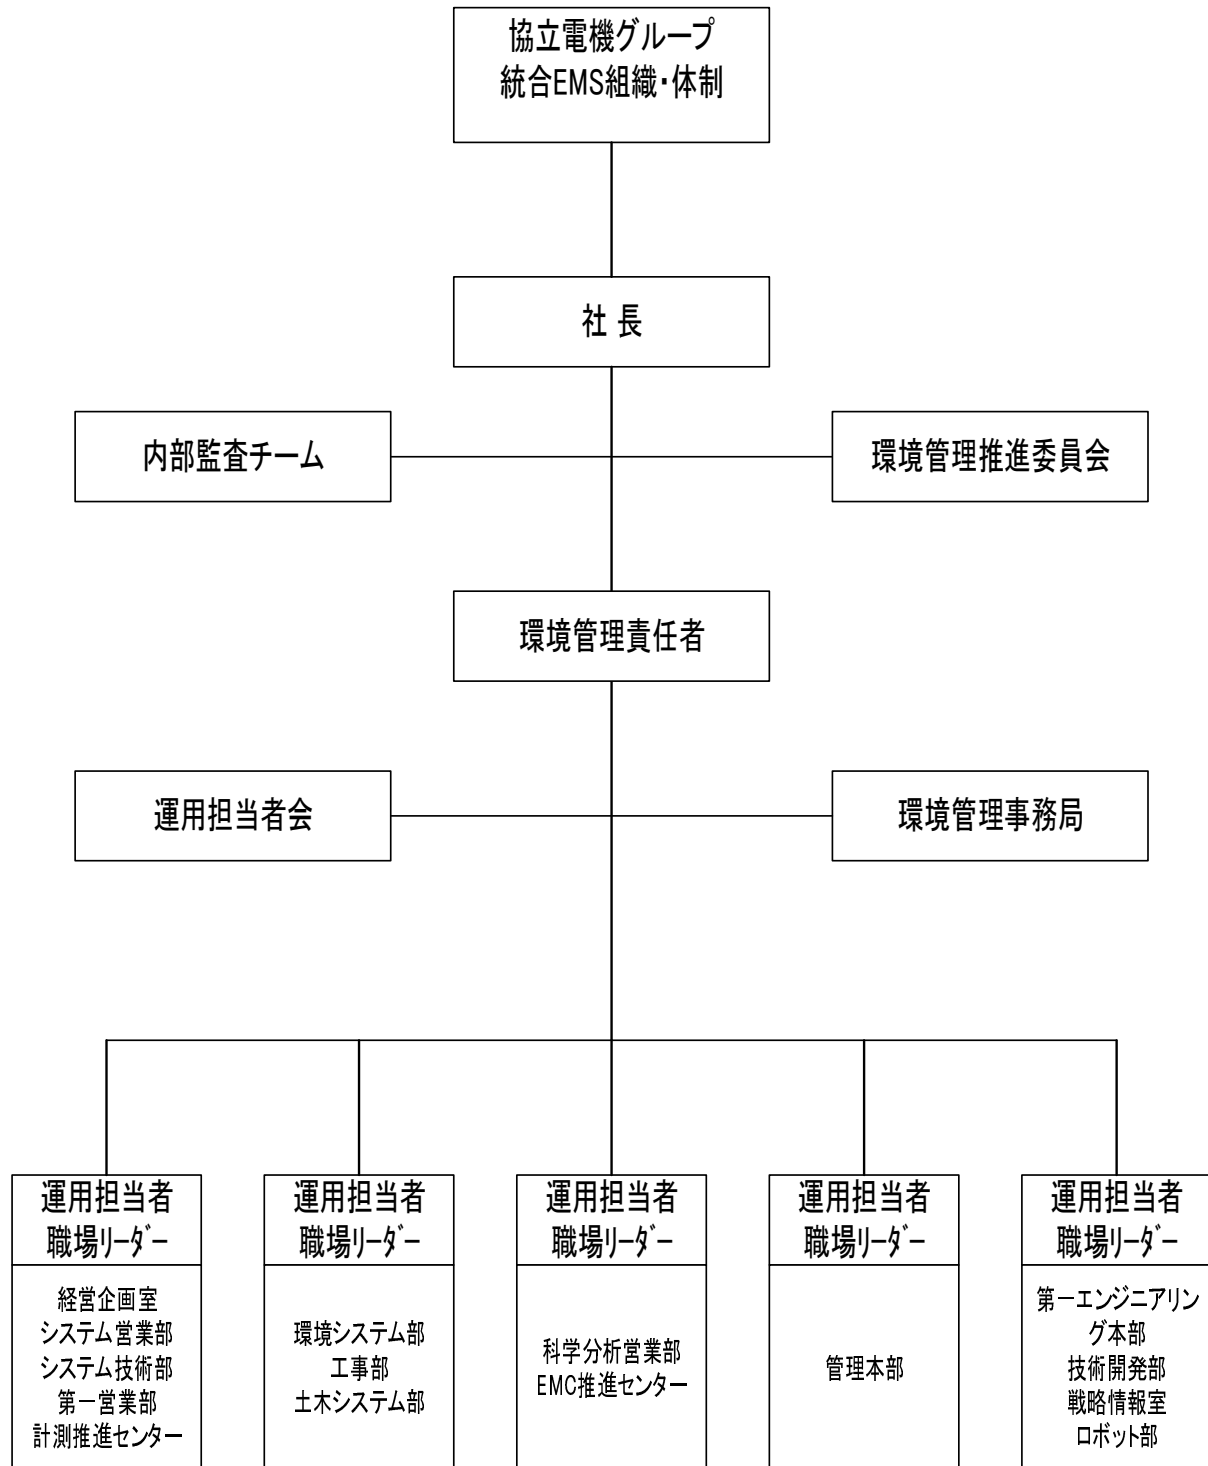 協立電機グループ
統合EMS組織・体制
社 長
内部監査チーム
環境管理推進委員会
環境管理責任者
運用担当者会
環境管理事務局
運用担当者
職場ﾘｰﾀﾞｰ
経営企画室
システム営業部
システム技術部
第一営業部
計測推進センター
運用担当者
職場ﾘｰﾀﾞｰ
環境システム部
工事部
土木システム部
運用担当者
職場ﾘｰﾀﾞｰ
科学分析営業部
EMC推進センター
運用担当者
職場ﾘｰﾀﾞｰ
管理本部
運用担当者
職場ﾘｰﾀﾞｰ
第一エンジニアリン
グ本部
技術開発部
戦略情報室
ロボット部